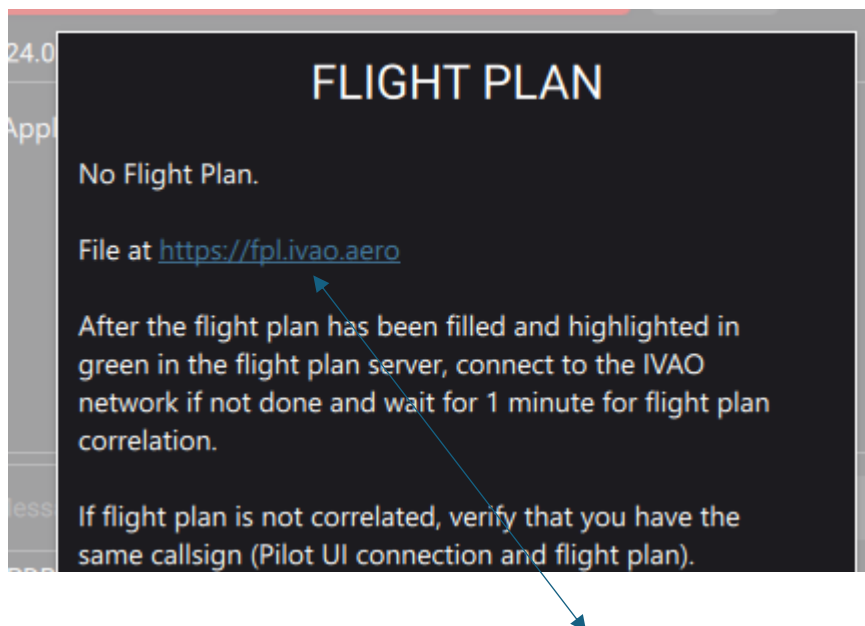 24.0
FLIGHT PLAN
Appl
No Flight Plan.
File at https://fpl.ivao.aero
After the flight plan has been filled and highlighted in
green in the flight plan server, connect to the IVAO
network if not done and wait for 1 minute for flight plan
correlation.
If flight plan is not correlated, verify that you have the
same callsign (Pilot UI connection and flight plan).